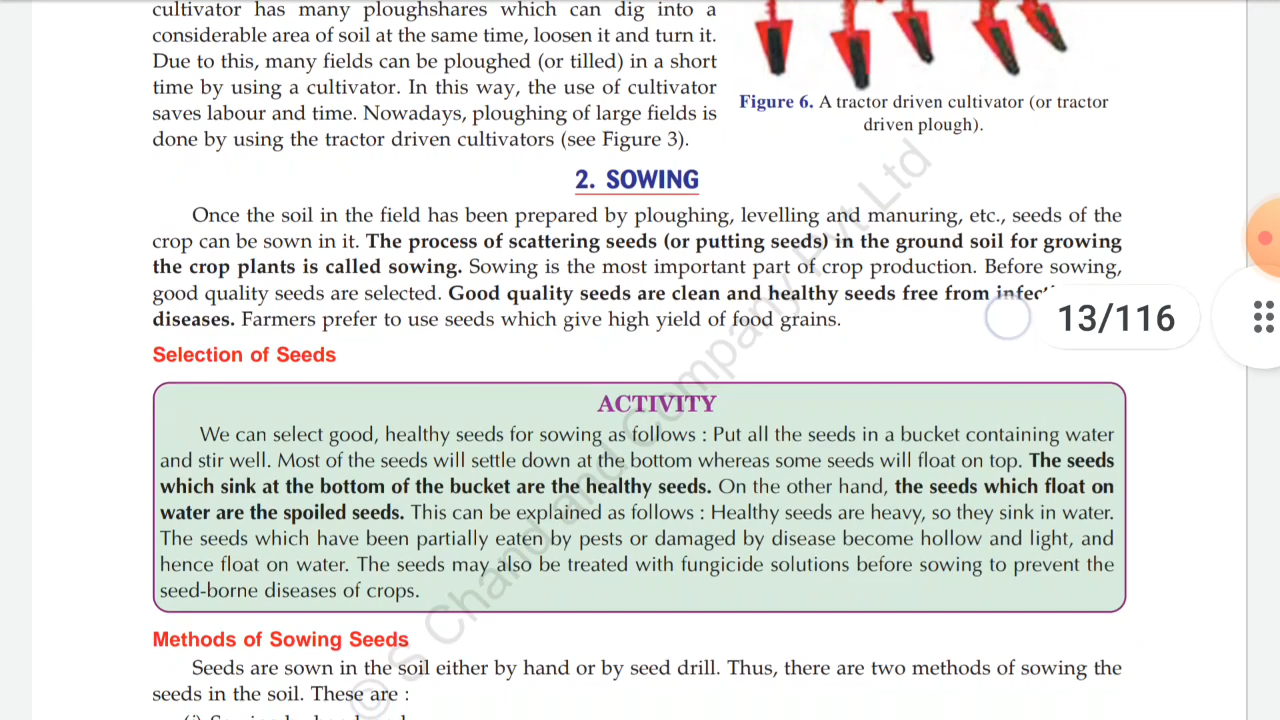 cultivator has many ploughshares which can dig into a
considerable area of soil at the same time, loosen it and turn it.
Due to this, many fields can be ploughed (or tilled) in a short
time by using a cultivator. In this way, the use of cultivator
saves labour and time. Nowadays, ploughing of large fields is
done by using the tractor driven cultivators (see Figure 3).
Figure 6. A tractor driven cultivator (or tractor
driven plough).
2. SOWING
Once the soil in the field has been prepared by ploughing, levelling and manuring, etc., seeds of the
crop can be sown in it. The process of scattering seeds (or putting seeds) in the ground soil for growing
the crop plants is called sowing. Sowing is the most important part of crop production. Before sowing,
good quality seeds are selected. Good quality seeds are clean and healthy seeds free from
diseases. Farmers prefer to use seeds which give high yield of food grains.
13/116
Selection of Seeds
ACTIVITY
We can select good, healthy seeds for sowing as follows : Put all the seeds in a bucket containing water
and stir well. Most of the seeds will settle down at the bottom whereas some seeds will float on top. The seeds
which sink at the bottom of the bucket are the healthy seeds. On the other hand, the seeds which float on
water are the spoiled seeds. This can be explained as follows : Healthy seeds are heavy, so they sink in water.
The seeds which have been partially eaten by pests or damaged by disease become hollow and light, and
hence float on water. The seeds may also be treated with fungicide solutions before sowing to prevent the
seed-borne diseases of crops.
Methods of Sowing Seeds
Seeds are sown in the soil either by hand or by seed drill. Thus, there are two methods of sowing the
seeds in the soil. These are :
© S Chand and Company Pvt Ltd